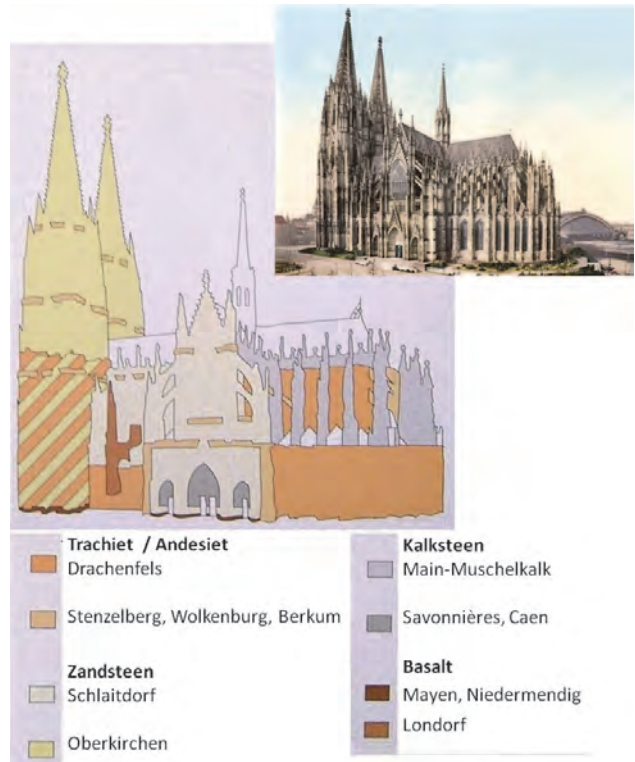 Trachiet / Andesiet
Drachenfels
Stenzelberg, Wolkenburg, Berkum
Zandsteen
Schlaitdorf
Oberkirchen
Kalksteen
Main-Muschelkalk
Savonnières, Caen
Basalt
Mayen, Niedermendig
Londorf